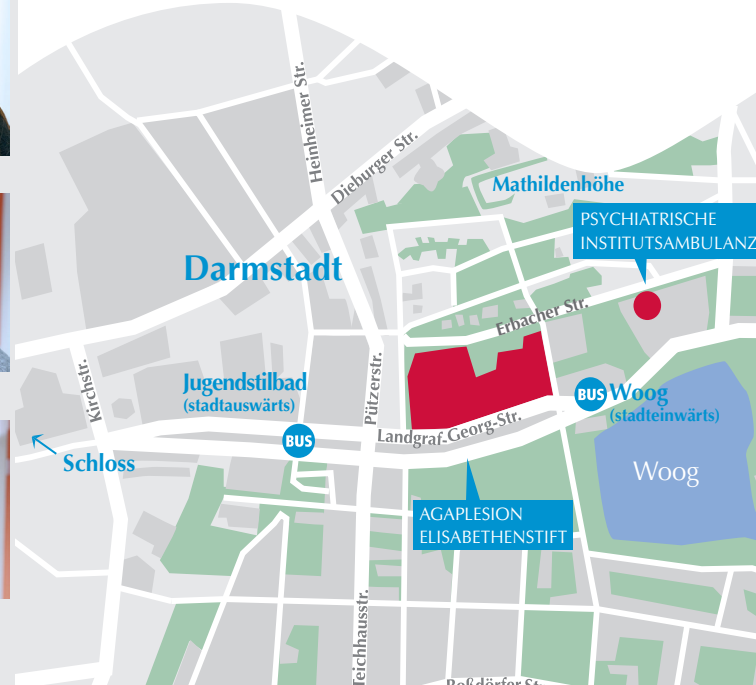 Heinheimer Str.
Dieburger Str.
Mathildenhöhe
PSYCHIATRISCHE
INSTITUTSAMBULANZ
Darmstadt
Erbacher Str.
Kirchstr.
Jugendstilbad
(stadtauswärts)
BUS
Pützerstr.
BUS
Woog
(stadteinwärts)
Landgraf-Georg-Str.
Schloss
Woog
AGAPLESION
ELISABETHENSTIFT
Teichhausstr.
Roßdörfer Str.